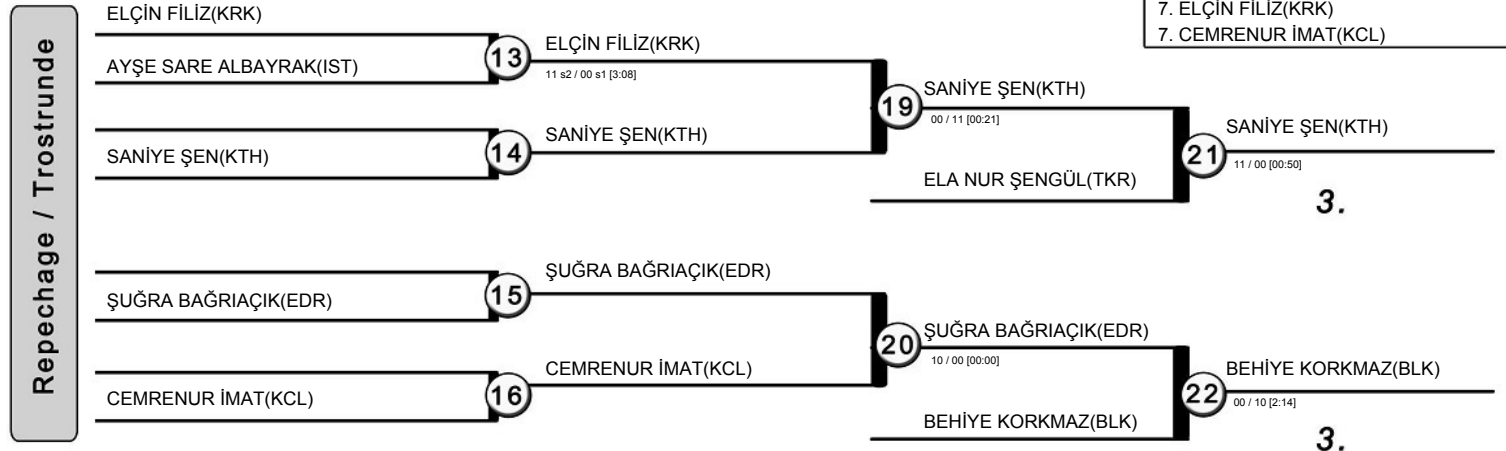 7. ELÇİN FİLİZ(KRK)
7. CEMRENUR İMAT(KCL)
Repechage / Trostrunde
ELÇİN FİLİZ(KRK)
AYŞE SARE ALBAYRAK(IST)
13
ELÇİN FİLİZ(KRK)
11 s2 / 00 s1 [3:08]
SANİYE ŞEN(KTH)
14
SANİYE ŞEN(KTH)
19
SANİYE ŞEN(KTH)
00 / 11 [00:21]
ELA NUR ŞENGÜL(TKR)
21
SANİYE ŞEN(KTH)
11 / 00 [00:50]
3.
ŞUĞRA BAĞRIAÇIK(EDR)
15
ŞUĞRA BAĞRIAÇIK(EDR)
CEMRENUR İMAT(KCL)
16
CEMRENUR İMAT(KCL)
20
ŞUĞRA BAĞRIAÇIK(EDR)
10 / 00 [00:00]
BEHİYE KORKMAZ(BLK)
22
BEHİYE KORKMAZ(BLK)
00 / 10 [2:14]
3.